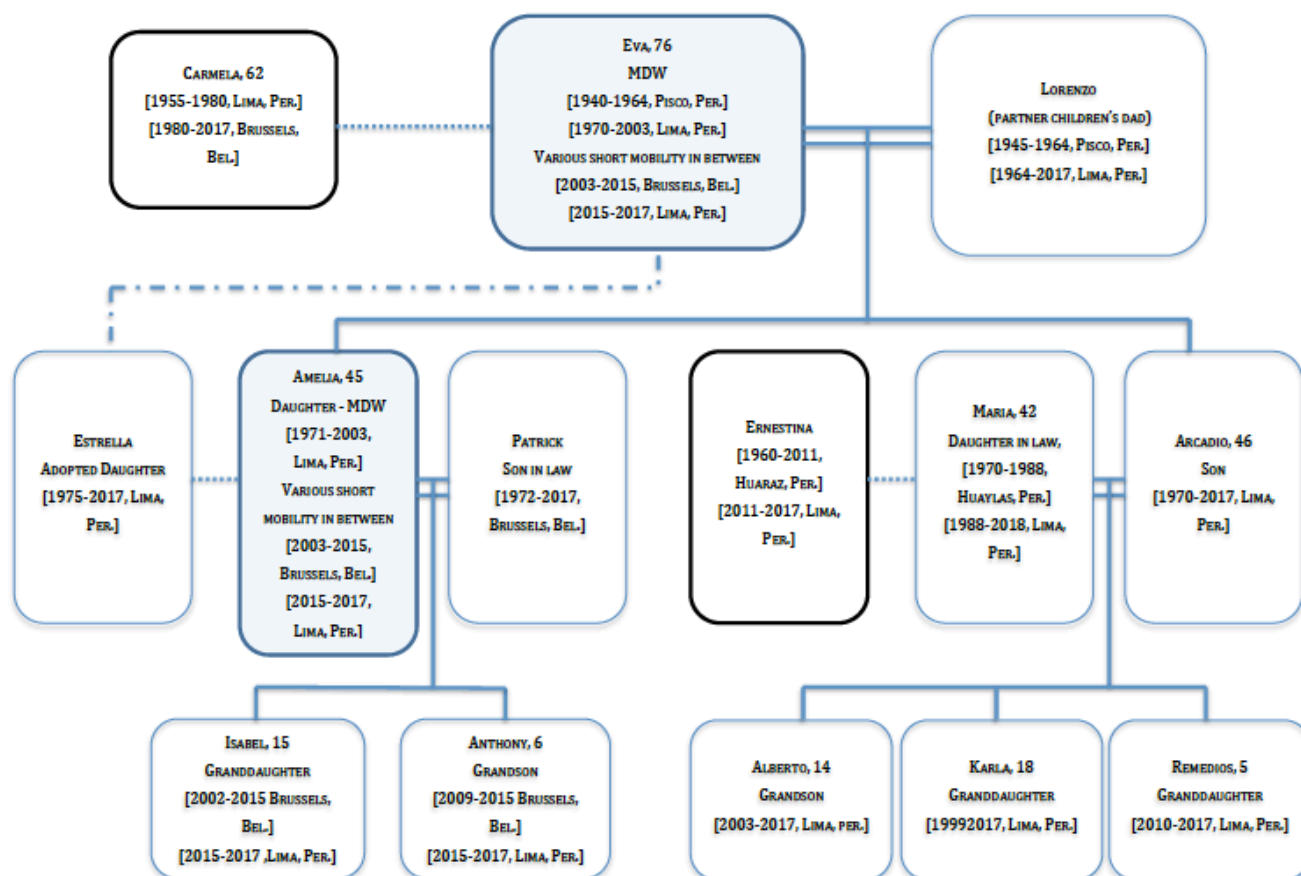 Carmela, 62
[1955-1980, Lima, Per.]
[1980-2017, Brussels,
Bel.]
Eva, 76
MDW
[1940-1964, Pisco, Per.]
[1970-2003, Lima, Per.]
Various short mobility in between
[2003-2015, Brussels, Bel.]
[2015-2017, Lima, Per.]
Lorenzo
(partner children's dad)
[1945-1964, Pisco, Per.]
[1964-2017, Lima, Per.]
Estrella
Adopted Daughter
[1975-2017, Lima,
Per.]
Amelia, 45
Daughter - MDW
[1971-2003,
Lima, Per.]
Various short
mobility in between
[2003-2015,
Brussels, Bel.]
[2015-2017,
Lima, Per.]
Patrick
Son in law
[1972-2017,
Brussels, Bel.]
Ernestina
[1960-2011,
Huaraz, Per.]
[2011-2017, Lima,
Per.]
Maria, 42
Daughter in law,
[1970-1988,
Huaylas, Per.]
[1988-2018, Lima,
Per.]
Arcadio, 46
Son
[1970-2017, Lima,
Per.]
Isabel, 15
Granddaughter
[2002-2015 Brussels,
Bel.]
[2015-2017 ,Lima, Per.]
Anthony, 6
Grandson
[2009-2015 Brussels,
Bel.]
[2015-2017, Lima, Per.]
Alberto, 14
Grandson
[2003-2017, Lima, per.]
Karla, 18
Granddaughter
[19992017, Lima, Per.]
Remedios, 5
Granddaughter
[2010-2017, Lima, Per.]